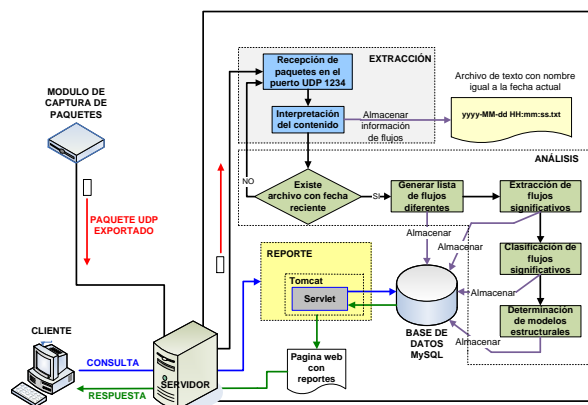 MODULO DE
CAPTURA DE
PAQUETES
PAQUETE UDP
EXPORTADO
CLIENTE
CONSULTA
RESPUESTA
SERVIDOR
EXTRACCIÓN
Recepción de
paquetes en el
puerto UDP 1234
Interpretación
del contenido
Almacenar
información
de flujos
Archivo de texto con nombre
igual a la fecha actual
yyyy-MM-dd HH:mm:ss.txt
ANÁLISIS
NO
Existe
archivo con fecha
reciente
SI
Generar lista
de flujos
diferentes
Extracción de
flujos
significativos
Almacenar
Almacenar
Clasificación de
flujos
significativos
Almacenar
Determinación
de modelos
estructurales
Almacenar
REPORTE
Tomcat
Servlet
BASE DE
DATOS
MySQL
Pagina web
con
reportes